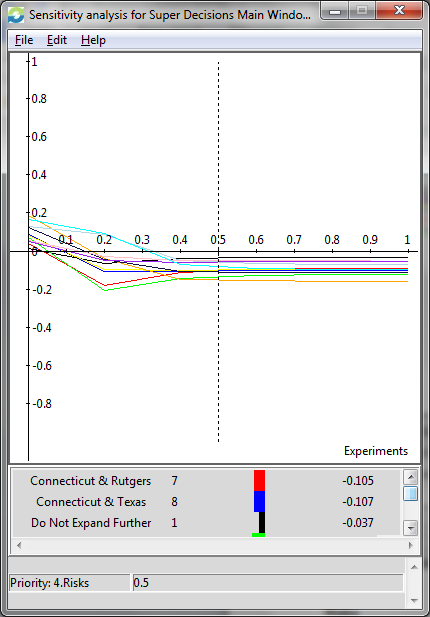 Sensitivity analysis for Super Decisions Main Windo...
File Edit Help
1
0.8
0.6
0.4
0.2
0.1 0.2 0.3 0.4 0.5 0.6 0.7 0.8 0.9 1
-0.2
-0.4
-0.6
-0.8
Experiments
Connecticut & Rutgers 7 -0.105
Connecticut & Texas 8 -0.107
Do Not Expand Further 1 -0.037
Priority: 4.Risks 0.5